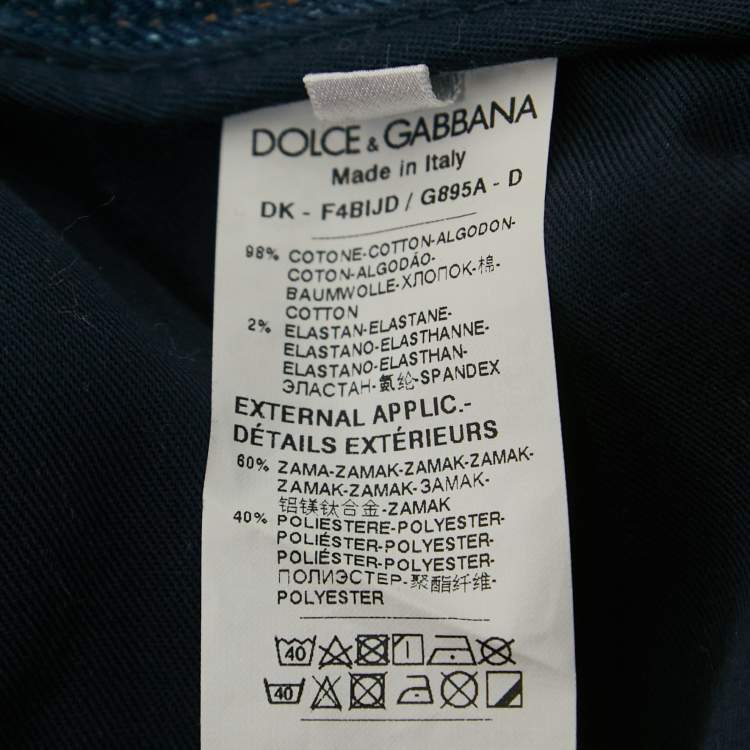 DOLCE & GABBANA
Made in Italy
DK - F4BIJD / G895A - D
98% COTONE-COTTON-ALGODON-
COTON-ALGODÃO-
BAUMWOLLE-ХЛОПОК-棉-
COTTON
2% ELASTAN-ELASTANE-
ELASTANO-ELASTHANNE-
ELASTANO-ELASTHAN-
ЭЛАСТАН-氨纶-SPANDEX
EXTERNAL APPLIC.-
DÉTAILS EXTÉRIEURS
60% ZAMA-ZAMAK-ZAMAK-ZAMAK-
ZAMAK-ZAMAK-ЗАМАК-
铝镁钛合金-ZAMAK
40% POLIESTERE-POLYESTER-
POLIÉSTER-POLYESTER-
POLIÉSTER-POLYESTER-
ПОЛИЭСТЕР-聚酯纤维-
POLYESTER
40
40